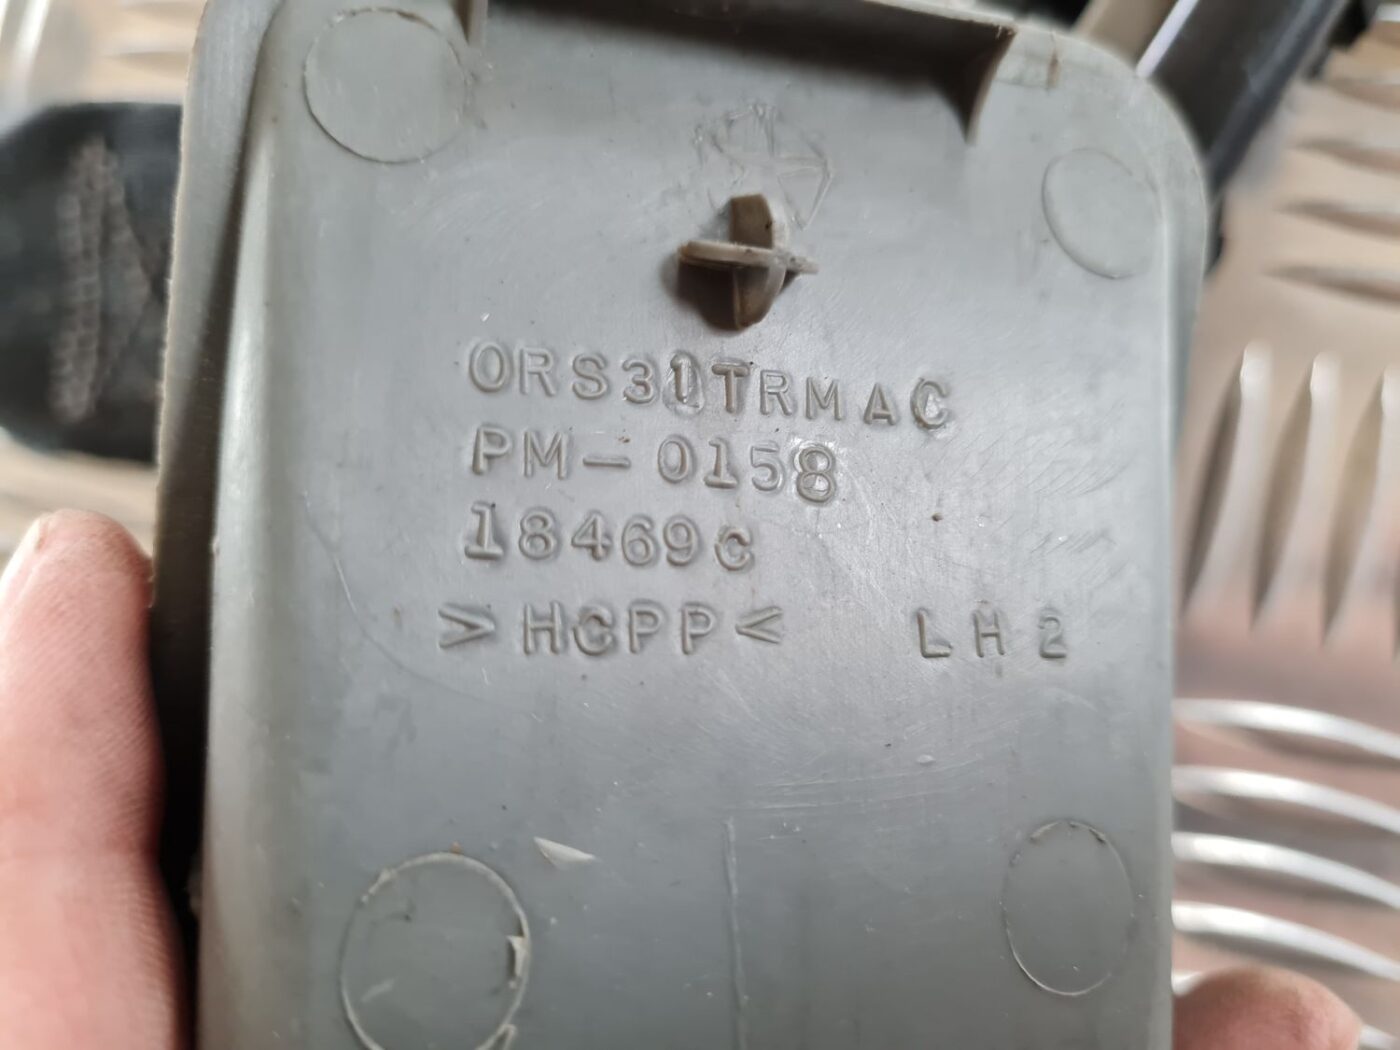 ORS31TRMAC
PM-0158
18469C
>HCPP< LH2